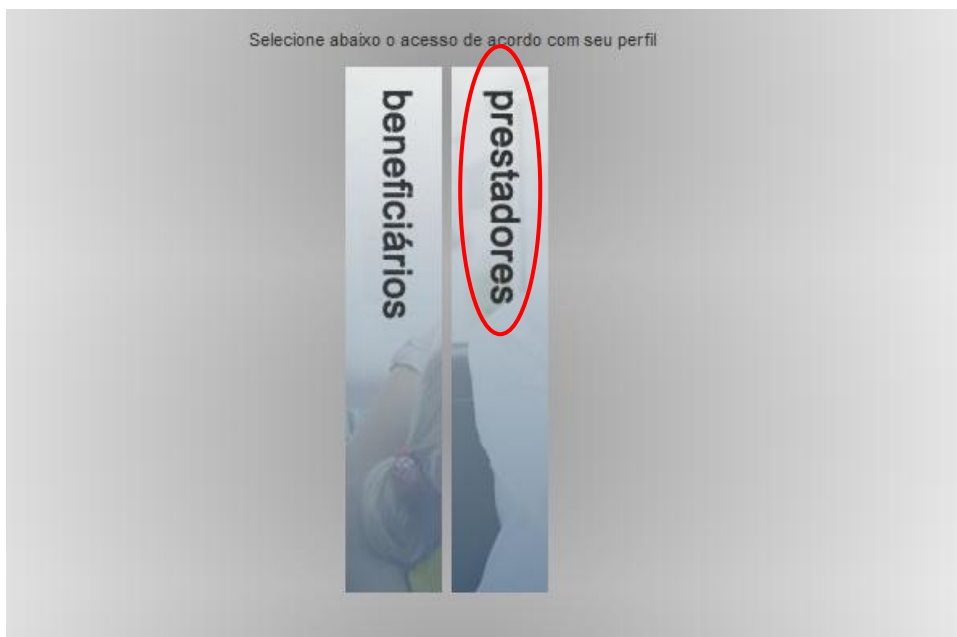 Selecione abaixo o acesso de acordo com seu perfil
beneficiários
prestadores